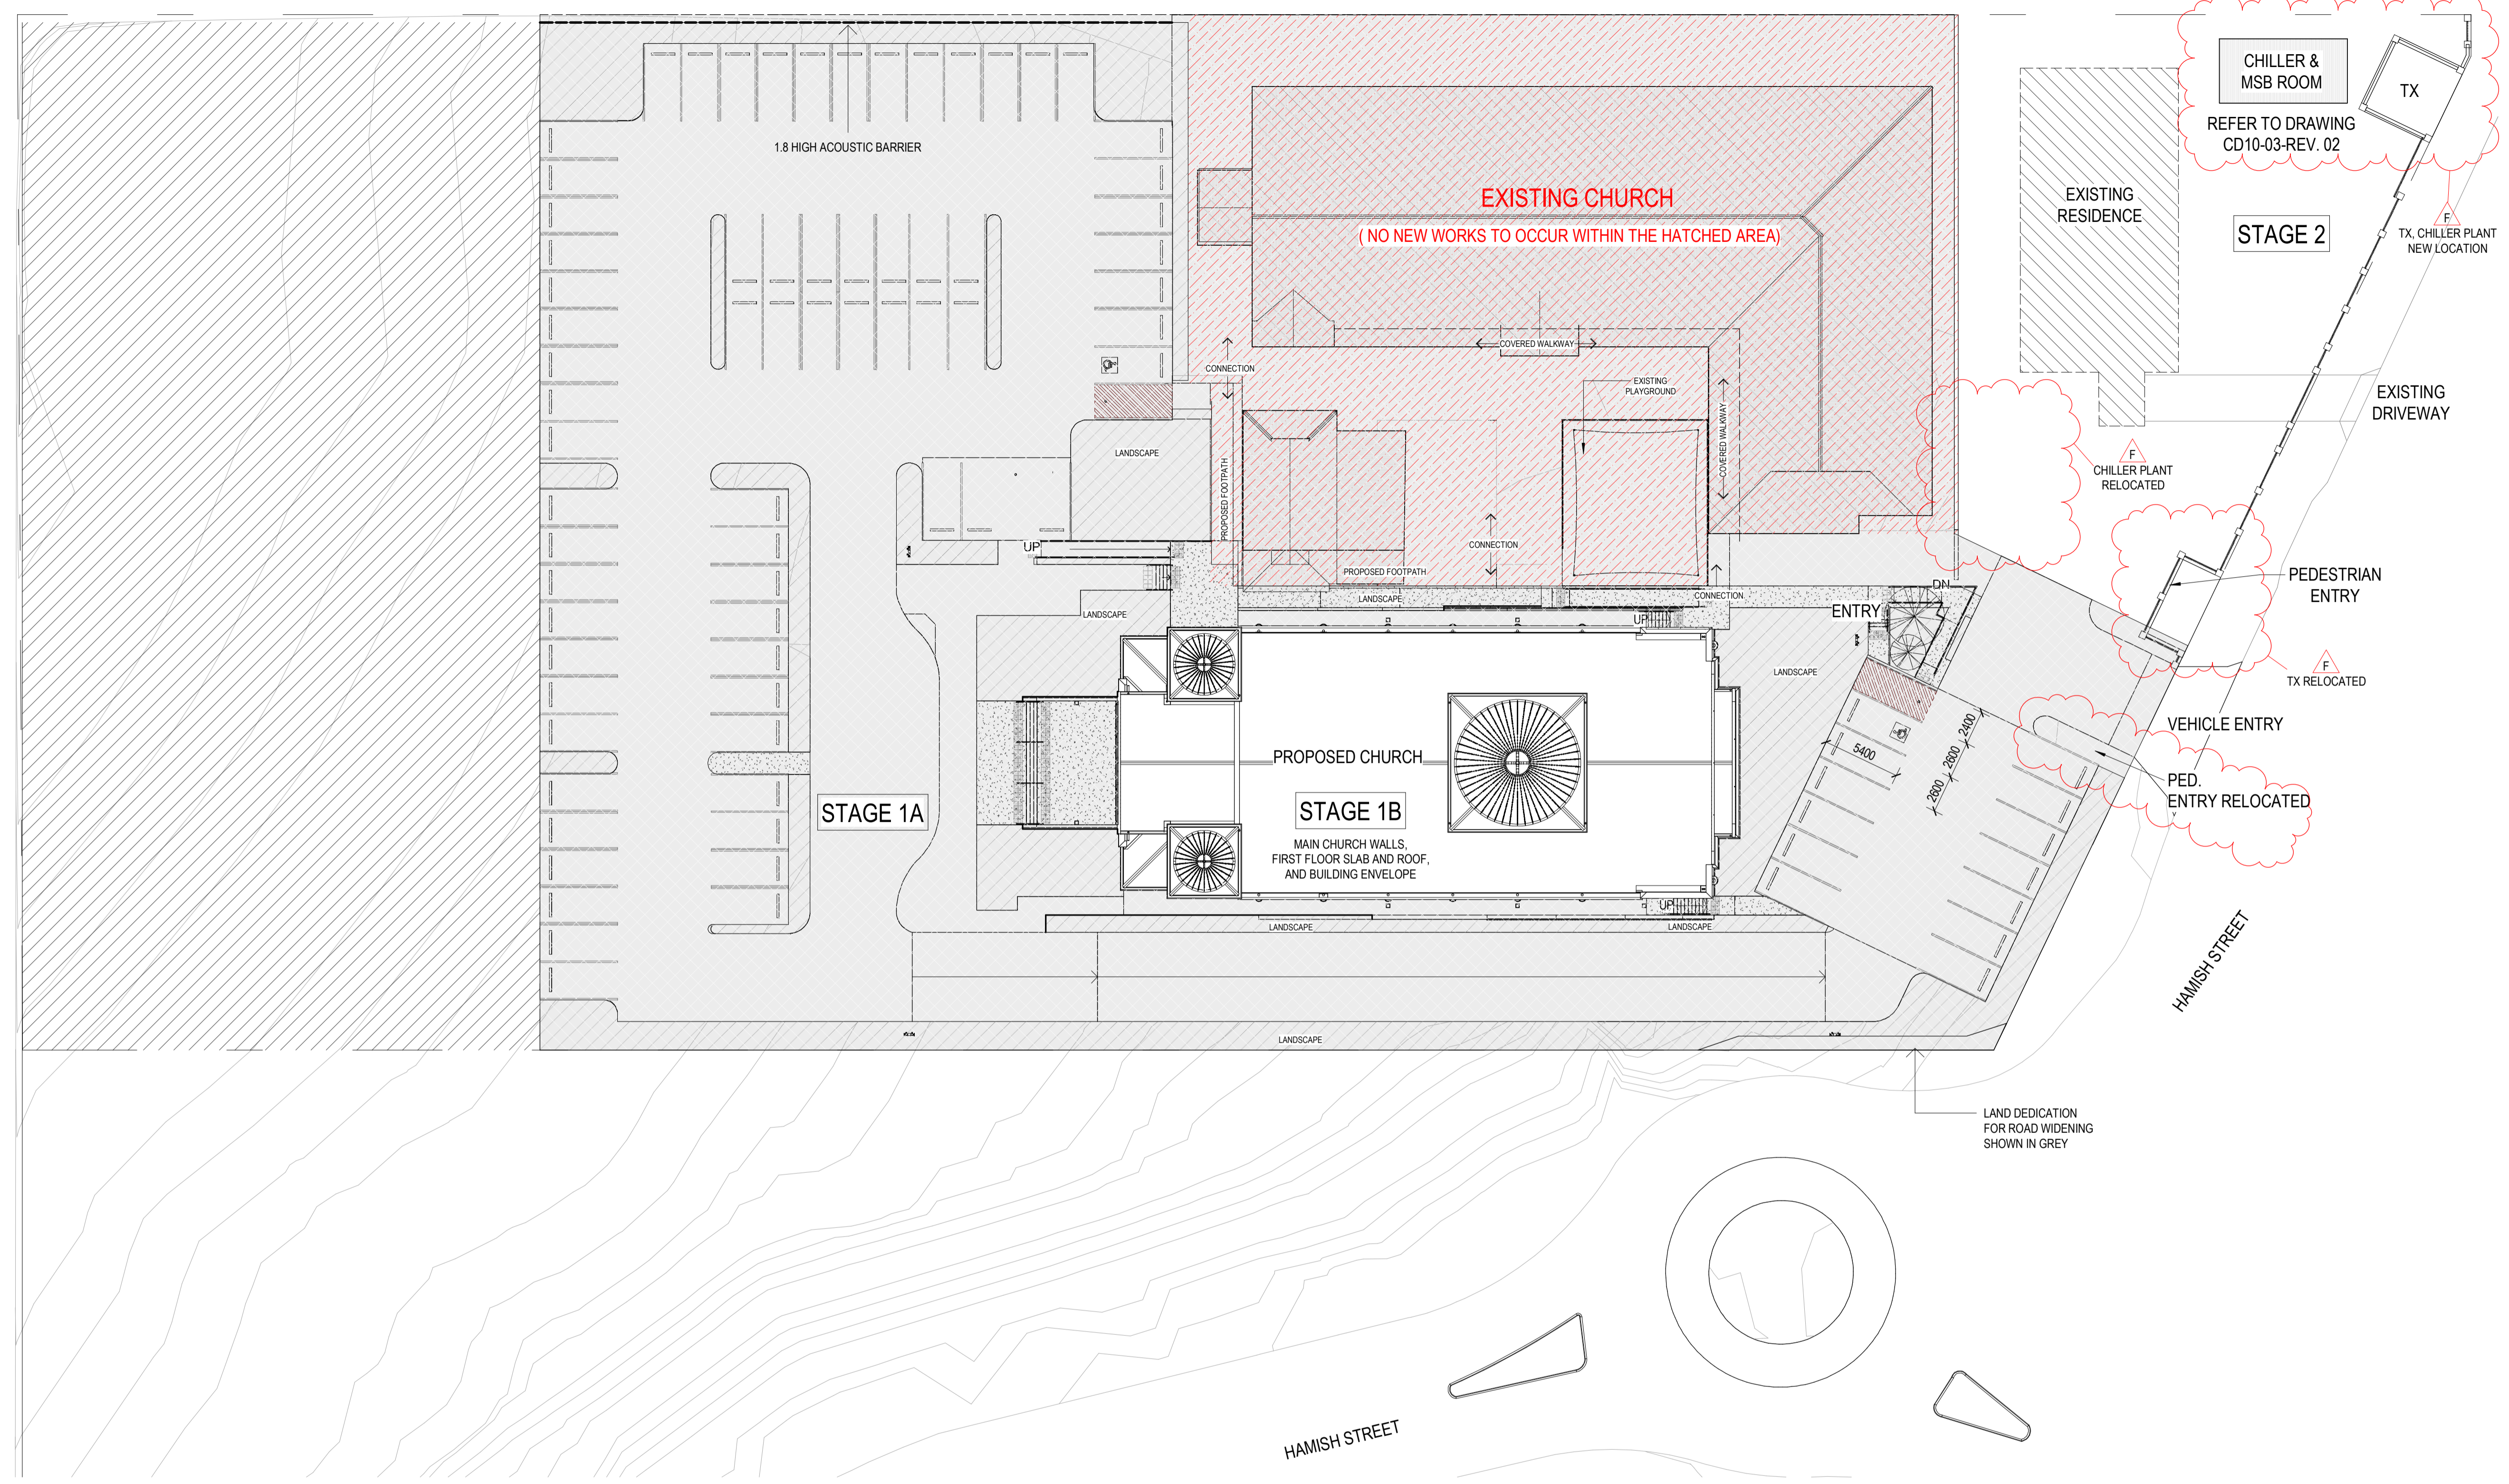 CHILLER &
MSB ROOM
TX
REFER TO DRAWING
CD10-03-REV. 02
1.8 HIGH ACOUSTIC BARRIER
EXISTING CHURCH
( NO NEW WORKS TO OCCUR WITHIN THE HATCHED AREA)
EXISTING
RESIDENCE
STAGE 2
F
TX, CHILLER PLANT
NEW LOCATION
COVERED WALKWAY
CONNECTION
EXISTING
PLAYGROUND
EXISTING
DRIVEWAY
COVERED WALKWAY
LANDSCAPE
F
CHILLER PLANT
RELOCATED
PROPOSED FOOTPATH
UP
CONNECTION
PROPOSED FOOTPATH
PEDESTRIAN
ENTRY
DN
CONNECTION
LANDSCAPE
ENTRY
LANDSCAPE
UP
F
TX RELOCATED
LANDSCAPE
VEHICLE ENTRY
2400
5400
2600
2600
PROPOSED CHURCH
PED.
ENTRY RELOCATED
STAGE 1A
STAGE 1B
MAIN CHURCH WALLS,
FIRST FLOOR SLAB AND ROOF,
AND BUILDING ENVELOPE
UP
LANDSCAPE
LANDSCAPE
HAMISH STREET
LANDSCAPE
LAND DEDICATION
FOR ROAD WIDENING
SHOWN IN GREY
HAMISH STREET